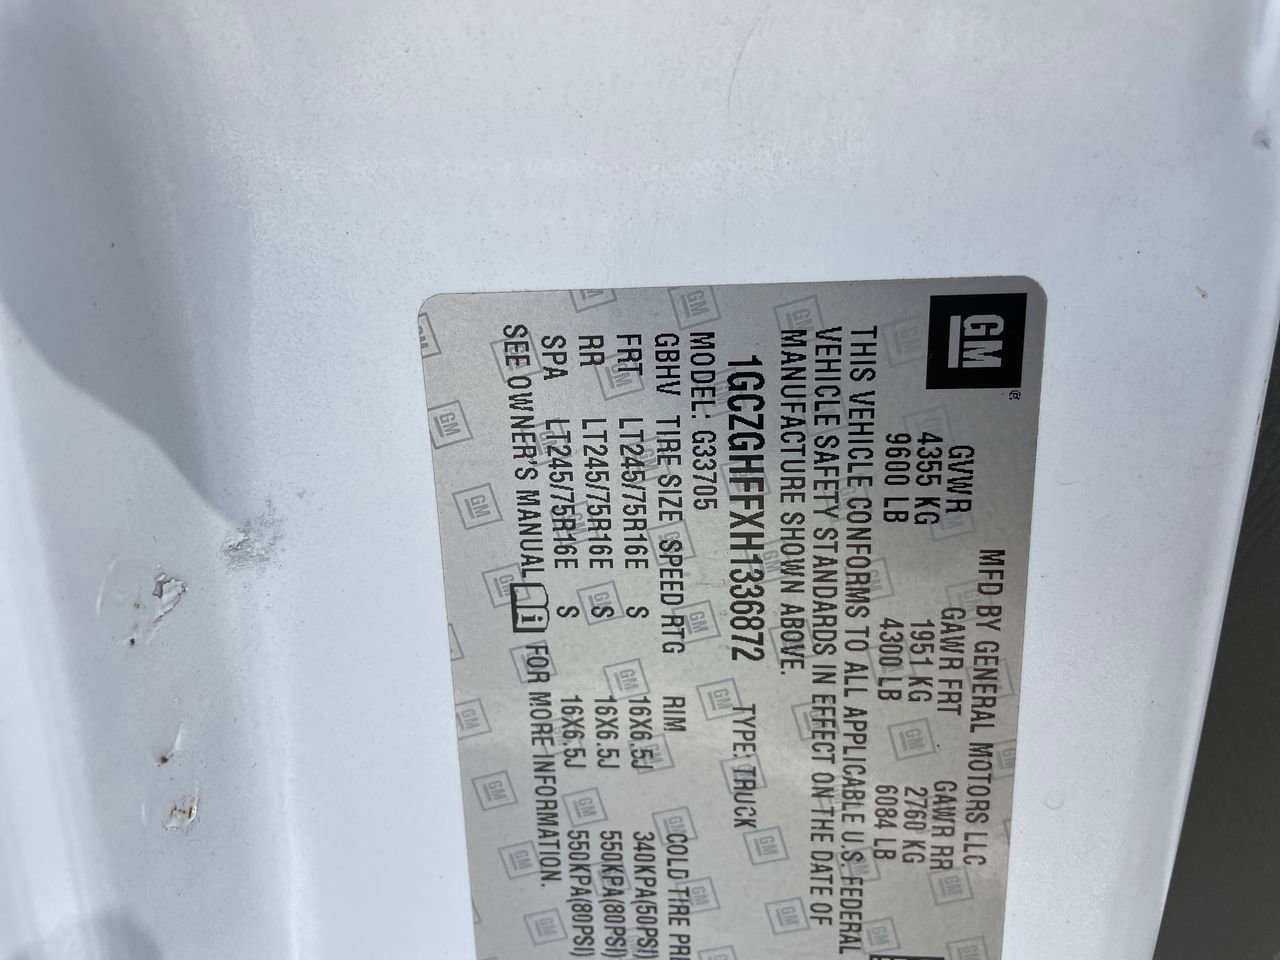 GM
MFD BY GENERAL MOTORS LLC
GVWR GAWR FRT GAWR RR
4355 KG 1951 KG 2760 KG
9600 LB 4300 LB 6084 LB
THIS VEHICLE CONFORMS TO ALL APPLICABLE U.S. FEDERAL
VEHICLE SAFETY STANDARDS IN EFFECT ON THE DATE OF
MANUFACTURE SHOWN ABOVE.
1GCZGHFFXH1336872 TYPE: TRUCK
MODEL: G33705
GBHV TIRE SIZE SPEED RTG RIM COLD TIRE
FRT LT245/75R16E S 16X6.5J 340KPA(50PSI)
RR LT245/75R16E S 16X6.5J 550KPA(80PSI)
SPA LT245/75R16E S 16X6.5J 550KPA(80PSI)
SEE OWNER'S MANUAL i FOR MORE INFORMATION.